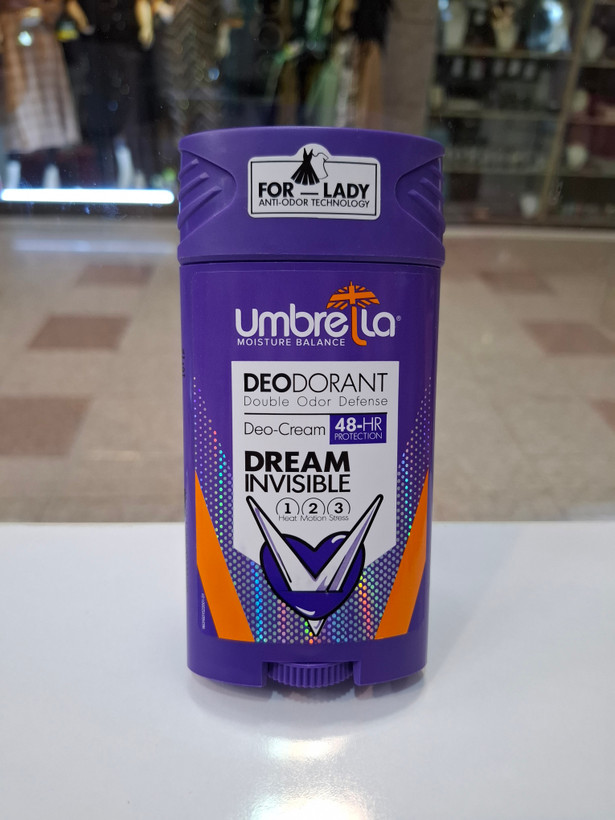 FOR LADY
ANTI-ODOR TECHNOLOGY
umbrella®
MOISTURE BALANCE
DEODORANT
Double Odor Defense
Deo-Cream 48-HR
PROTECTION
DREAM
INVISIBLE
1 2 3
Heat Motion Stress